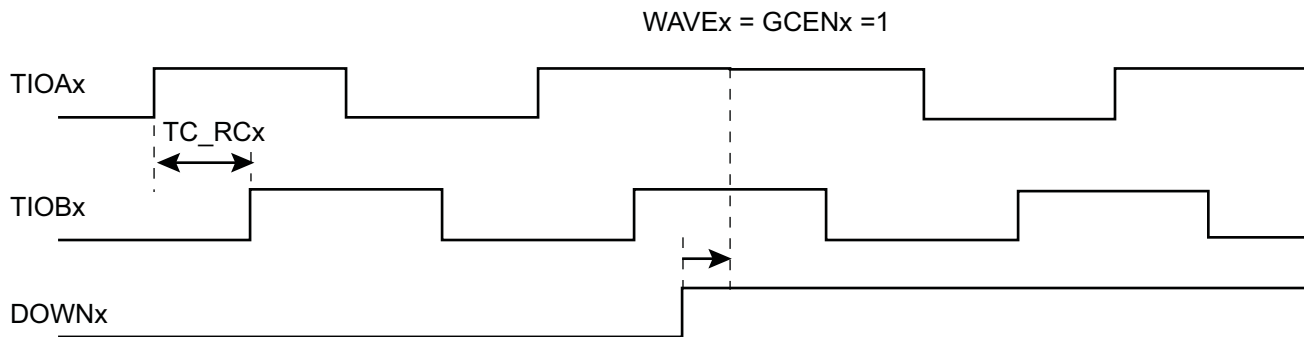 WAVEx = GCENx =1
TIOAx
TC_RCx
TIOBx
DOWNx